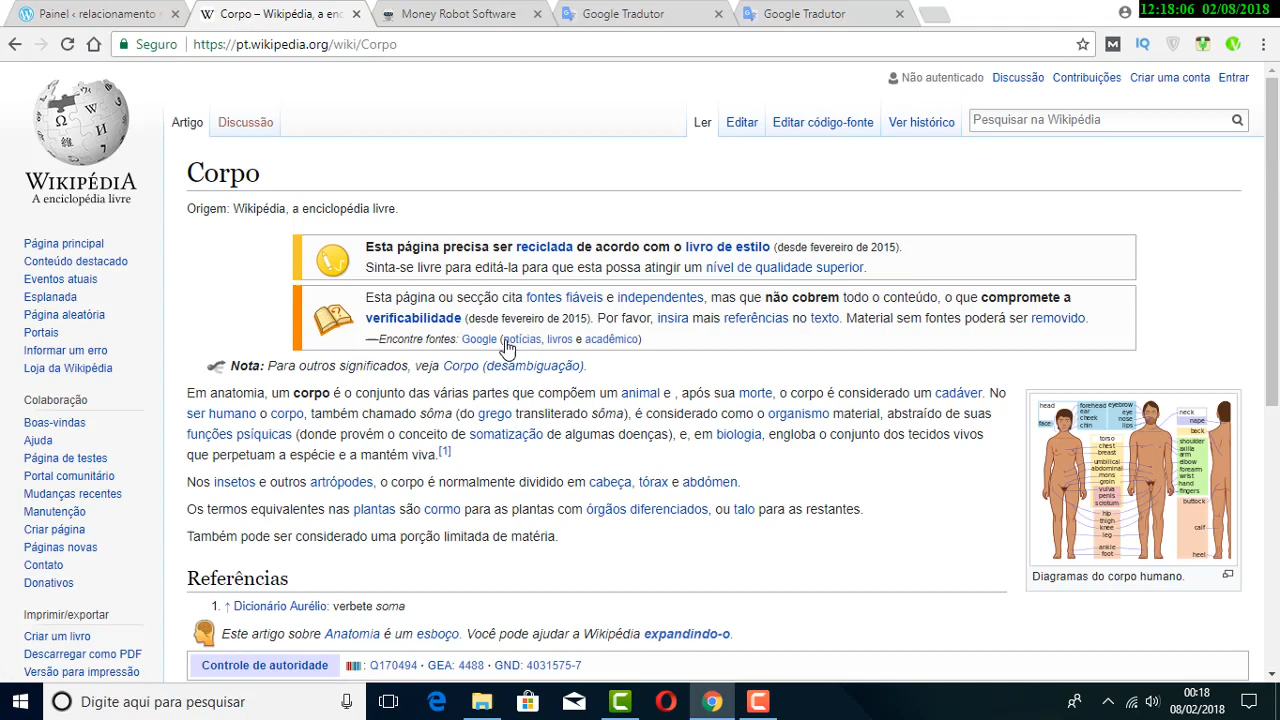 Painel ‹ relacionamento
Corpo – Wikipédia, a enc
Money Robot Software
Google Tradutor
Google Tradutor
12:18:06 02/08/2018
Seguro
https://pt.wikipedia.org/wiki/Corpo
Não autenticado Discussão Contribuições Criar uma conta Entrar
Artigo Discussão
Ler Editar Editar código-fonte Ver histórico
Pesquisar na Wikipédia
WIKIPÉDIA
A enciclopédia livre
Página principal
Conteúdo destacado
Eventos atuais
Esplanada
Página aleatória
Portais
Informar um erro
Loja da Wikipédia
Colaboração
Boas-vindas
Ajuda
Página de testes
Portal comunitário
Mudanças recentes
Manutenção
Criar página
Páginas novas
Contato
Donativos
Imprimir/exportar
Criar um livro
Descarregar como PDF
Versão para impressão
Corpo
Origem: Wikipédia, a enciclopédia livre.
Esta página precisa ser reciclada de acordo com o livro de estilo (desde fevereiro de 2015).
Sinta-se livre para editá-la para que esta possa atingir um nível de qualidade superior.
Esta página ou secção cita fontes fiáveis e independentes, mas que não cobrem todo o conteúdo, o que compromete a
verificabilidade (desde fevereiro de 2015). Por favor, insira mais referências no texto. Material sem fontes poderá ser removido.
—Encontre fontes: Google (notícias, livros e acadêmico)
Nota: Para outros significados, veja Corpo (desambiguação).
Em anatomia, um corpo é o conjunto das várias partes que compõem um animal e , após sua morte, o corpo é considerado um cadáver. No
ser humano o corpo, também chamado sōma (do grego transliterado sôma), é considerado como o organismo material, abstraído de suas
funções psíquicas (donde provém o conceito de somatização de algumas doenças), e, em biologia, engloba o conjunto dos tecidos vivos
que perpetuam a espécie e a mantém viva.[1]
Nos insetos e outros artrópodes, o corpo é normalmente dividido em cabeça, tórax e abdómen.
Os termos equivalentes nas plantas são cormo para as plantas com órgãos diferenciados, ou talo para as restantes.
Também pode ser considerado uma porção limitada de matéria.
head
face
forehead
ear
cheek
chin
eyebrow
eye
nose
lips
neck
nape
back
torso
chest
breast
umbilical
abdominal
mons
groin
vulva
penis
scrotum
hip
thigh
knee
leg
ankle
foot
shoulder
axilla
arm
elbow
forearm
wrist
hand
fingers
buttock
calf
heel
Diagramas do corpo humano.
Referências
1. ↑ Dicionário Aurélio: verbete soma
Este artigo sobre Anatomia é um esboço. Você pode ajudar a Wikipédia expandindo-o.
Controle de autoridade
: Q170494 · GEA: 4488 · GND: 4031575-7
Digite aqui para pesquisar
00:18
08/02/2018